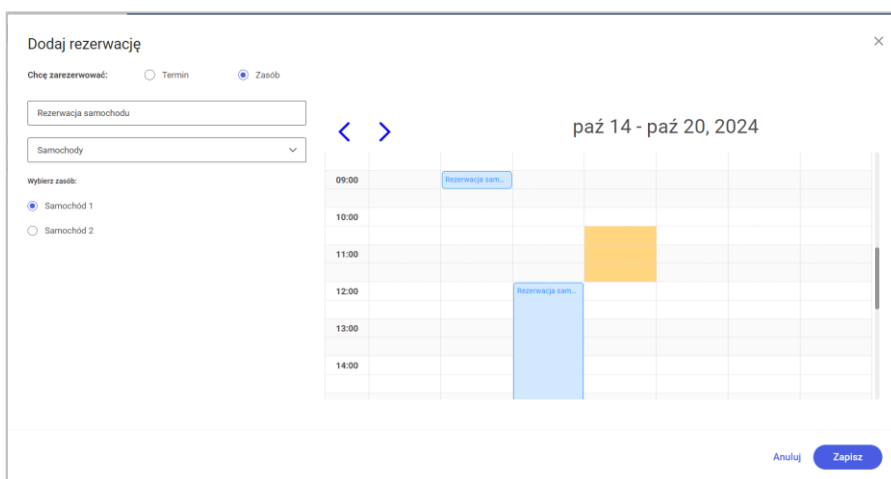 Dodaj rezerwację
Chcę zarezerwować: Termin Zasób
Rezerwacja samochodu
Samochody
Wybierz zasób:
Samochód 1
Samochód 2
paź 14 - paź 20, 2024
09:00 Rezerwacja sam...
10:00
11:00
12:00 Rezerwacja sam...
13:00
14:00
Anuluj Zapisz